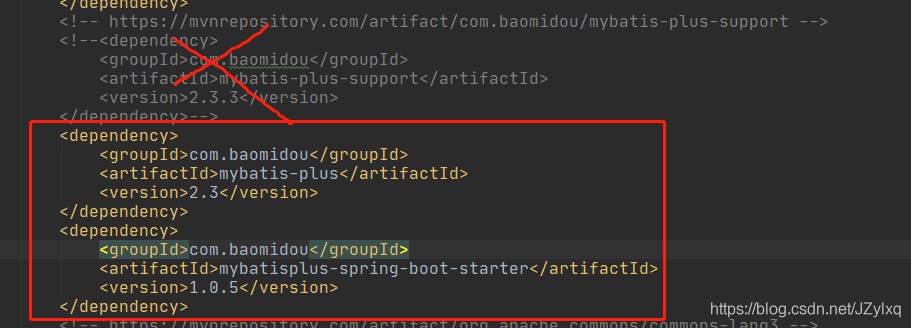 </dependency>
<!-- https://mvnrepository.com/artifact/com.baomidou/mybatis-plus-support -->
<!--<dependency>
<groupId>com.baomidou</groupId>
<artifactId>mybatis-plus-support</artifactId>
<version>2.3.3</version>
</dependency>-->
<dependency>
<groupId>com.baomidou</groupId>
<artifactId>mybatis-plus</artifactId>
<version>2.3</version>
</dependency>
<dependency>
<groupId>com.baomidou</groupId>
<artifactId>mybatisplus-spring-boot-starter</artifactId>
<version>1.0.5</version>
</dependency>
<!-- https://mvnrepository.com/artifact/org.apache.commons/commons-lang3 -->
https://blog.csdn.net/JZylxq